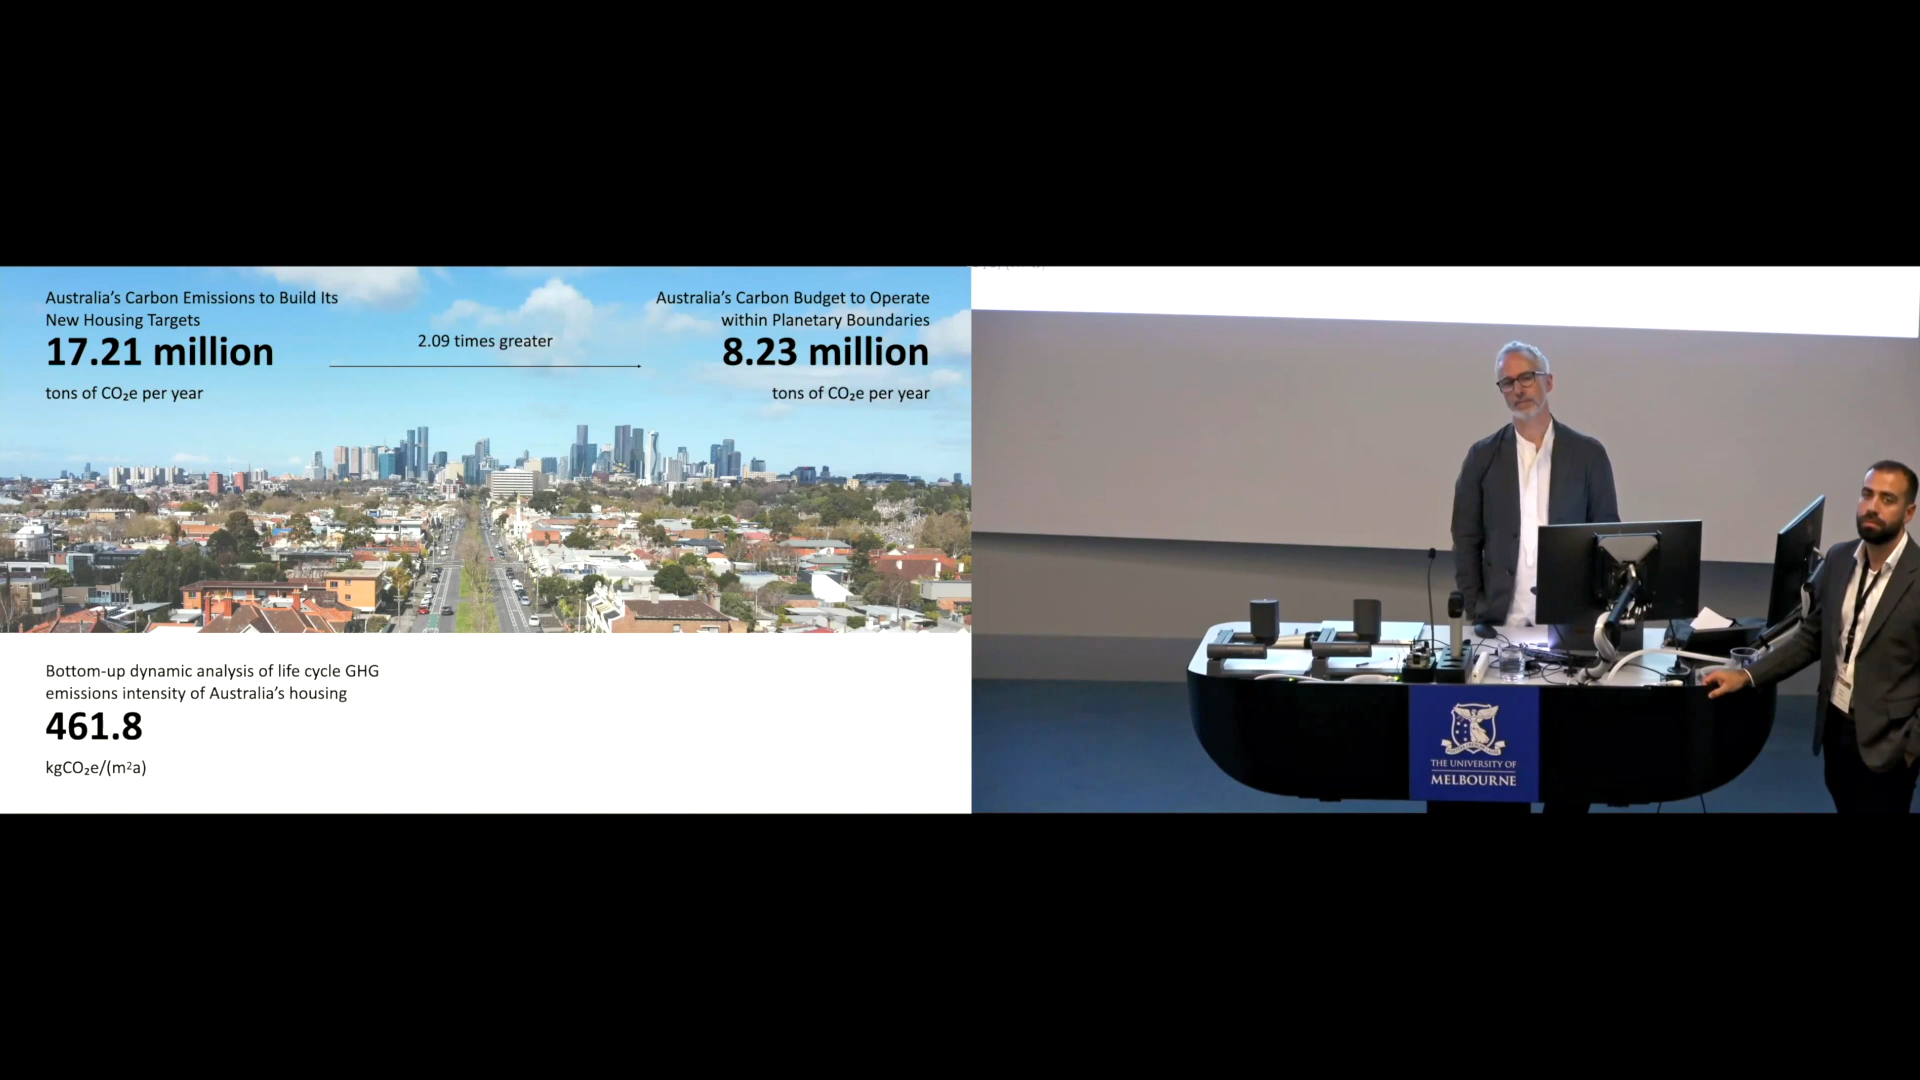 Australia's Carbon Emissions to Build Its
New Housing Targets
17.21 million
tons of CO₂e per year
2.09 times greater
Australia's Carbon Budget to Operate
within Planetary Boundaries
8.23 million
tons of CO₂e per year
Bottom-up dynamic analysis of life cycle GHG
emissions intensity of Australia's housing
461.8
kgCO₂e/(m²a)
THE UNIVERSITY OF
MELBOURNE